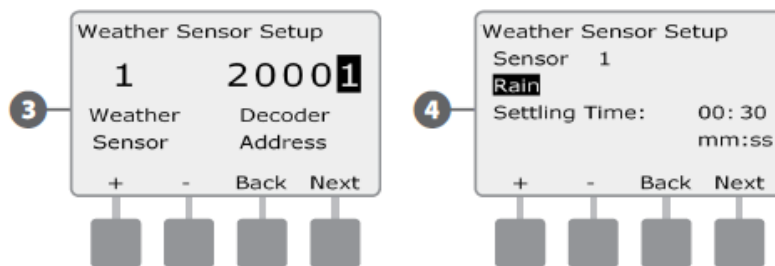 Weather Sensor Setup
1 20001
3
Weather Decoder
Sensor Address
+ - Back Next
Weather Sensor Setup
Sensor 1
Rain
4
Settling Time: 00:30
mm:ss
+ - Back Next